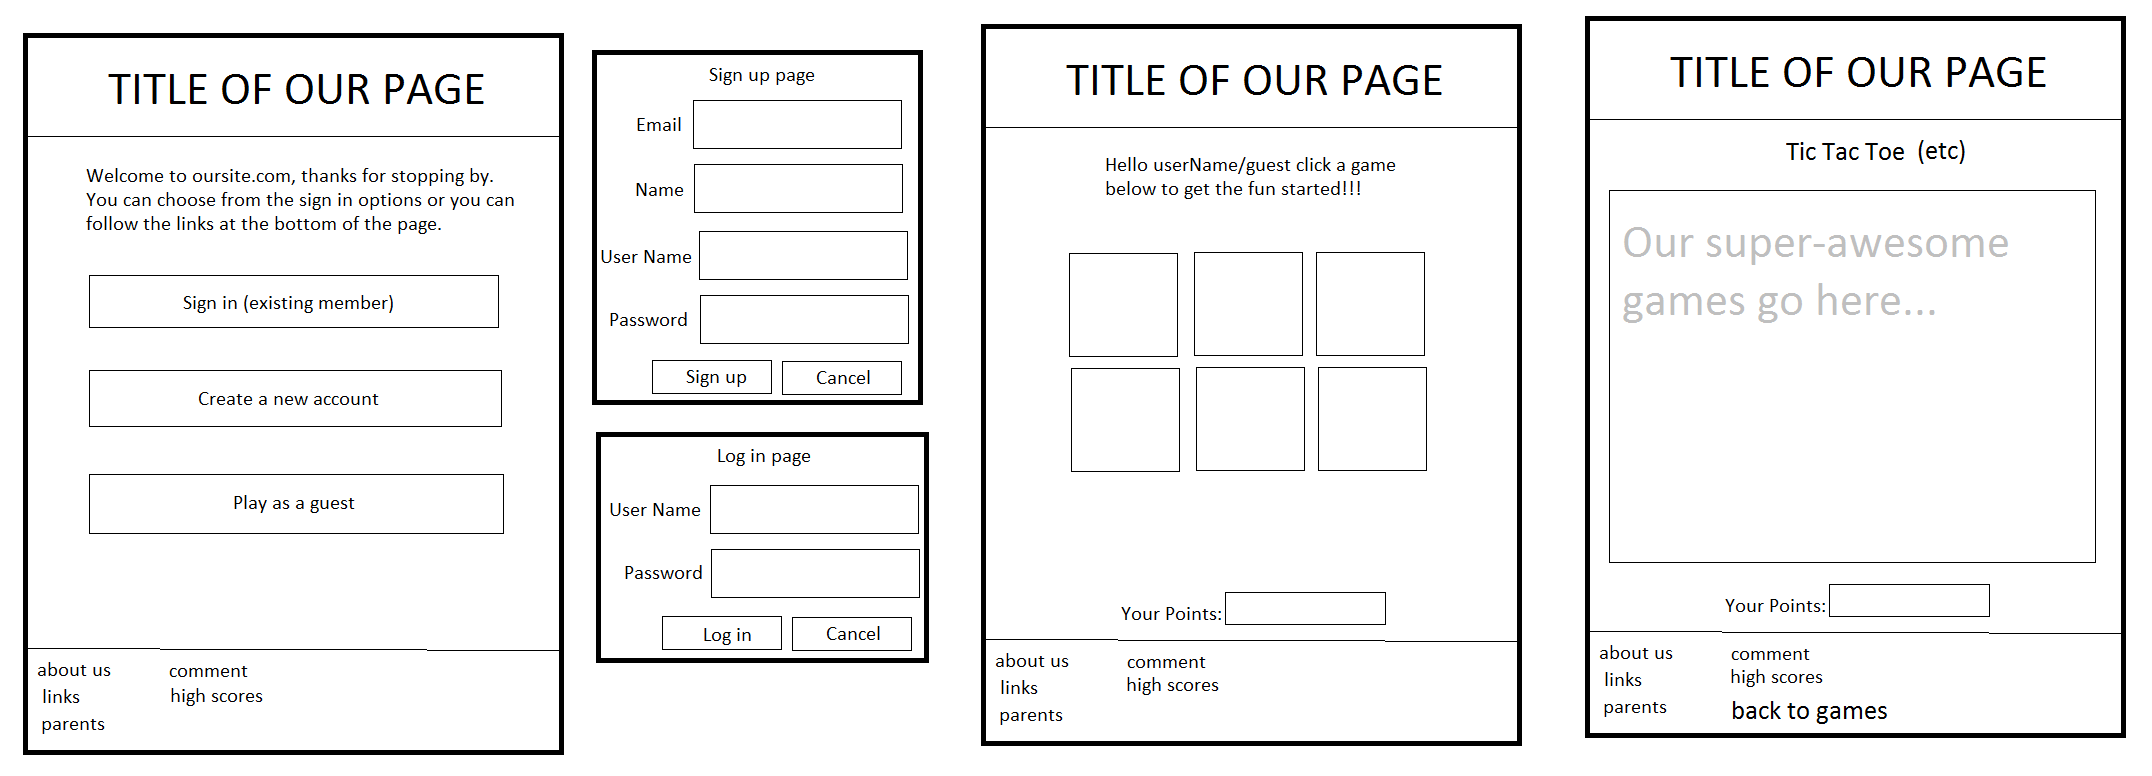 TITLE OF OUR PAGE
Welcome to oursite.com, thanks for stopping by.
You can choose from the sign in options or you can
follow the links at the bottom of the page.
Sign in (existing member)
Create a new account
Play as a guest
about us
links
parents
comment
high scores
Sign up page
Email
Name
User Name
Password
Sign up
Cancel
Log in page
User Name
Password
Log in
Cancel
TITLE OF OUR PAGE
Hello userName/guest click a game
below to get the fun started!!!
Your Points:
about us
links
parents
comment
high scores
TITLE OF OUR PAGE
Tic Tac Toe (etc)
Our super-awesome
games go here...
Your Points:
about us
links
parents
comment
high scores
back to games